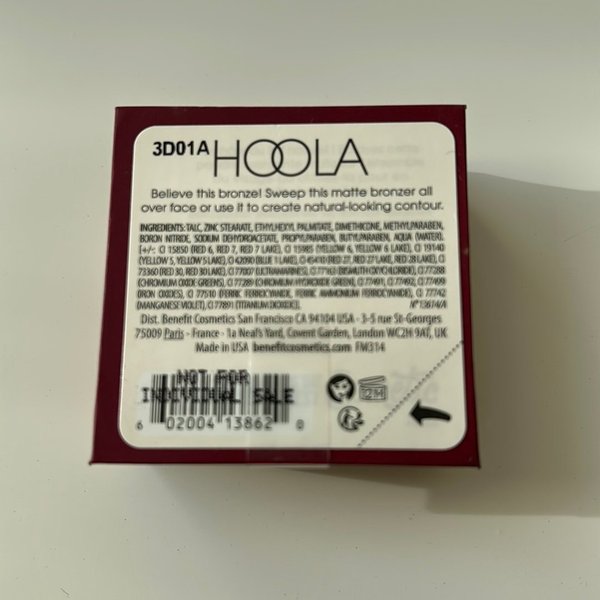 3D01A HOOLA
Believe this bronze! Sweep this matte bronzer all
over face or use it to create natural-looking contour.
INGREDIENTS: TALC, ZINC STEARATE, ETHYLHEXYL PALMITATE, DIMETHICONE, METHYLPARABEN,
BORON NITRIDE, SODIUM DEHYDROACETATE, PROPYLPARABEN, BUTYLPARABEN, AQUA (WATER).
[+/-: CI 15850 (RED 6, RED 7, RED 7 LAKE), CI 15985 (YELLOW 6, YELLOW 6 LAKE), CI 19140
(YELLOW 5, YELLOW 5 LAKE), CI 42090 (BLUE 1 LAKE), CI 45410 (RED 27, RED 27 LAKE, RED 28 LAKE), CI
73360 (RED 30, RED 30 LAKE), CI 77007 (ULTRAMARINES), CI 77163 (BISMUTH OXYCHLORIDE), CI 77288
(CHROMIUM OXIDE GREENS), CI 77289 (CHROMIUM HYDROXIDE GREEN), CI 77491, CI 77492, CI 77499
(IRON OXIDES), CI 77510 (FERRIC FERROCYANIDE, FERRIC AMMONIUM FERROCYANIDE), CI 77742
(MANGANESE VIOLET), CI 77891 (TITANIUM DIOXIDE)]. N° 13674/A
Dist. Benefit Cosmetics San Francisco CA 94104 USA - 3-5 rue St-Georges
75009 Paris - France - 1a Neal's Yard, Covent Garden, London WC2H 9AT, UK
Made in USA benefitcosmetics.com FM314
NOT FOR
INDIVIDUAL SALE
6 02004 13862 8